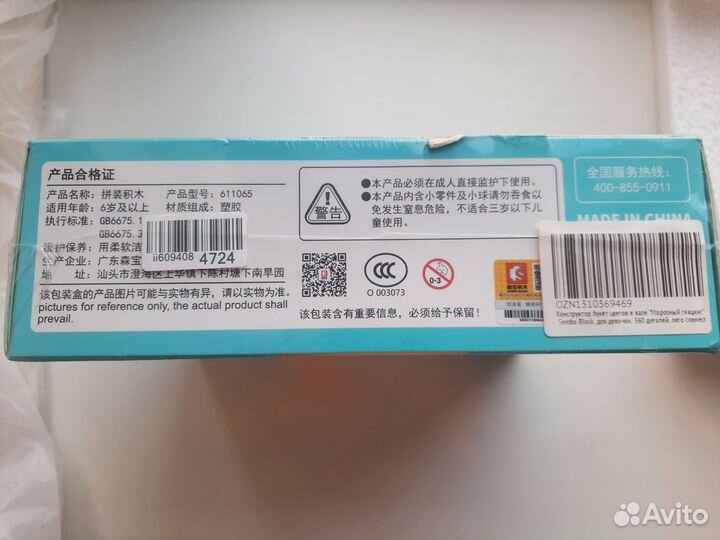 产品合格证
产品名称：拼装积木 产品型号：611065
适用年龄：6岁及以上 材质组成：塑胶
执行标准：GB6675.1
GB6675.3
维护保养：用柔软洁
生产企业：广东森宝
地 址：汕头市澄海区上华镇下陈村塘下南旱园
该包装盒的产品图片可能与实物有异，请以实物为准。
pictures for reference only, the actual product shall
prevail.
ii609408 4724
警告
●本产品必须在成人直接监护下使用。
●本产品内含小零件及小球请勿吞食以
免发生窒息危险，不适合三岁以下儿
童使用。
CCC
O 003073
0-3
该包装含有重要信息，必须保留！
森宝积木
全国服务热线：
400-855-0911
MADE IN CHINA
OZN1310369469
Конструктор букет цветов в вазе "Морозный гиацинт"
Sembo Block, для девочки, 360 деталей, лего совмест
Avito